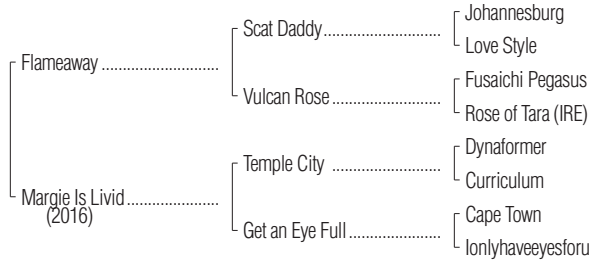 Johannesburg
Scat Daddy
Love Style
Flameaway
Fusaichi Pegasus
Vulcan Rose
Rose of Tara (IRE)
Dynaformer
Temple City
Curriculum
Margie Is Livid
(2016)
Cape Town
Get an Eye Full
Ionlyhaveeyesforu